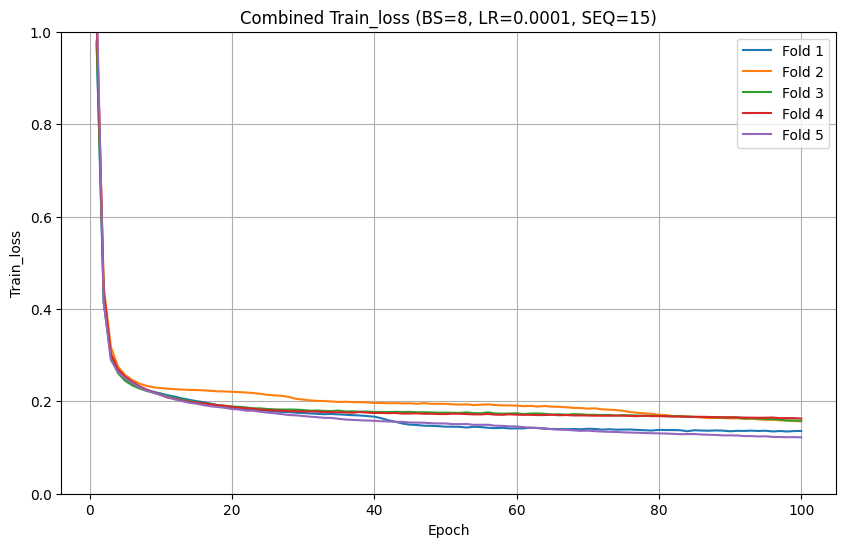 Combined Train_loss (BS=8, LR=0.0001, SEQ=15)
Fold 1
Fold 2
Fold 3
Fold 4
Fold 5
Train_loss
1.0
0.8
0.6
0.4
0.2
0.0
0 20 40 60 80 100
Epoch